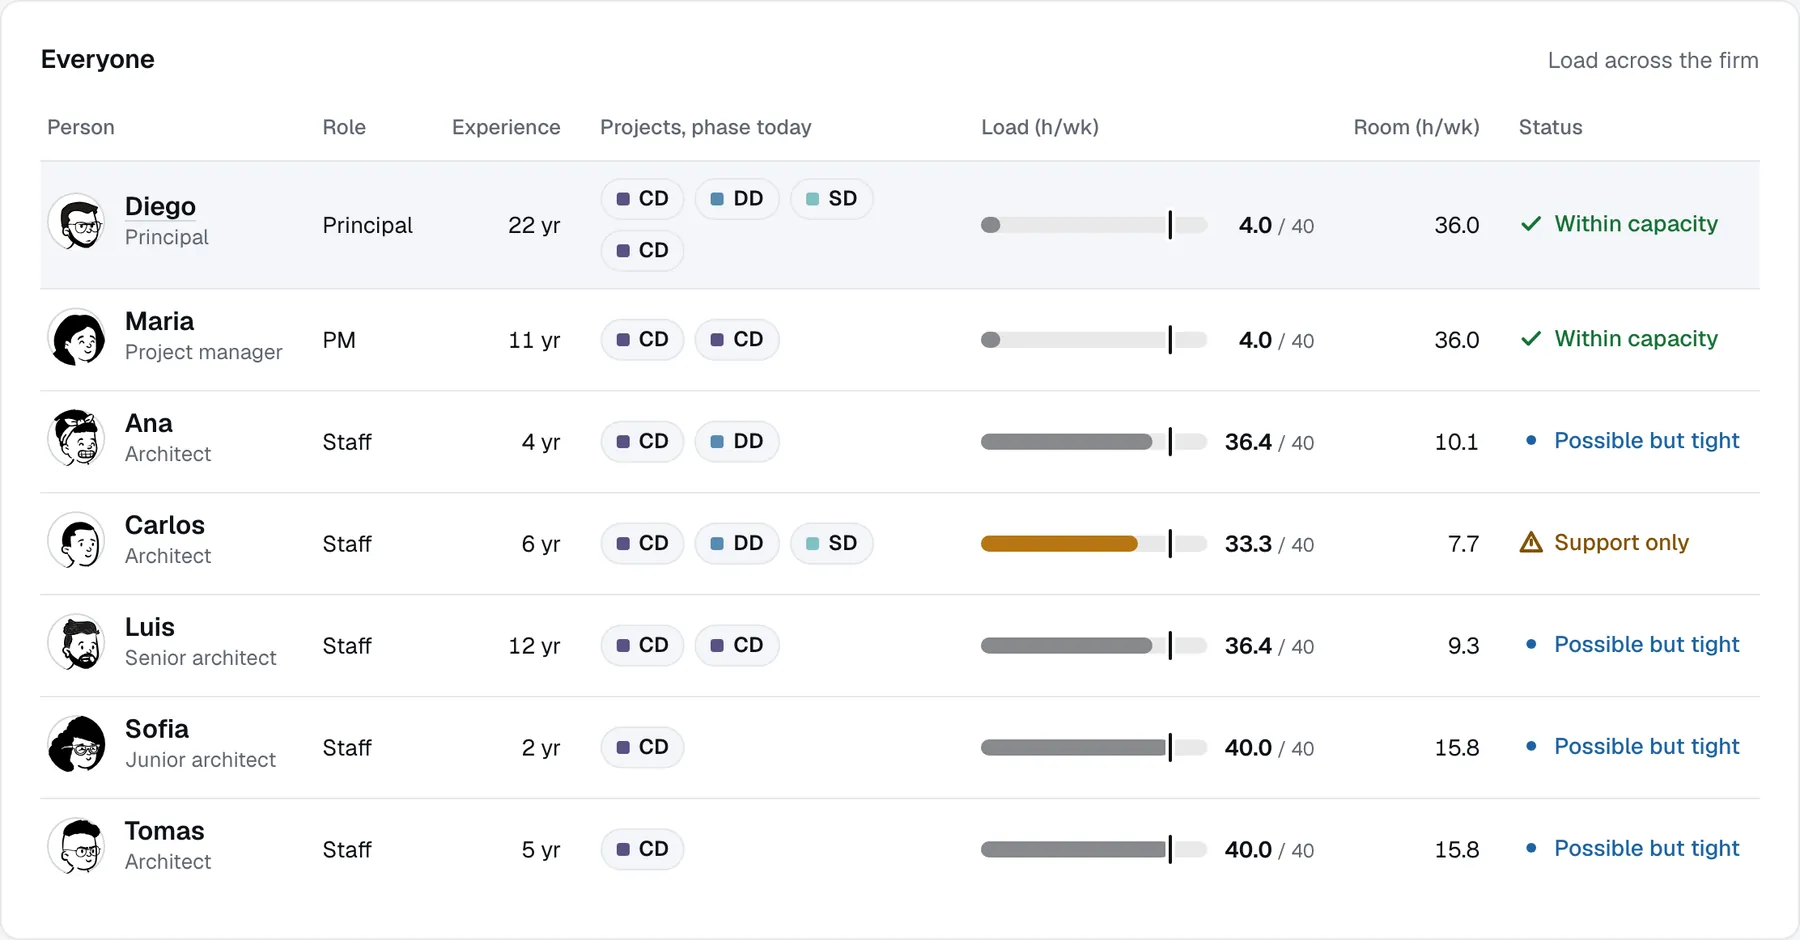 Everyone
Load across the firm
Person Role Experience Projects, phase today Load (h/wk) Room (h/wk) Status
Diego
Principal
Principal 22 yr CD DD SD CD 4.0 / 40 36.0 Within capacity
Maria
Project manager
PM 11 yr CD CD 4.0 / 40 36.0 Within capacity
Ana
Architect
Staff 4 yr CD DD 36.4 / 40 10.1 Possible but tight
Carlos
Architect
Staff 6 yr CD DD SD 33.3 / 40 7.7 Support only
Luis
Senior architect
Staff 12 yr CD CD 36.4 / 40 9.3 Possible but tight
Sofia
Junior architect
Staff 2 yr CD 40.0 / 40 15.8 Possible but tight
Tomas
Architect
Staff 5 yr CD 40.0 / 40 15.8 Possible but tight